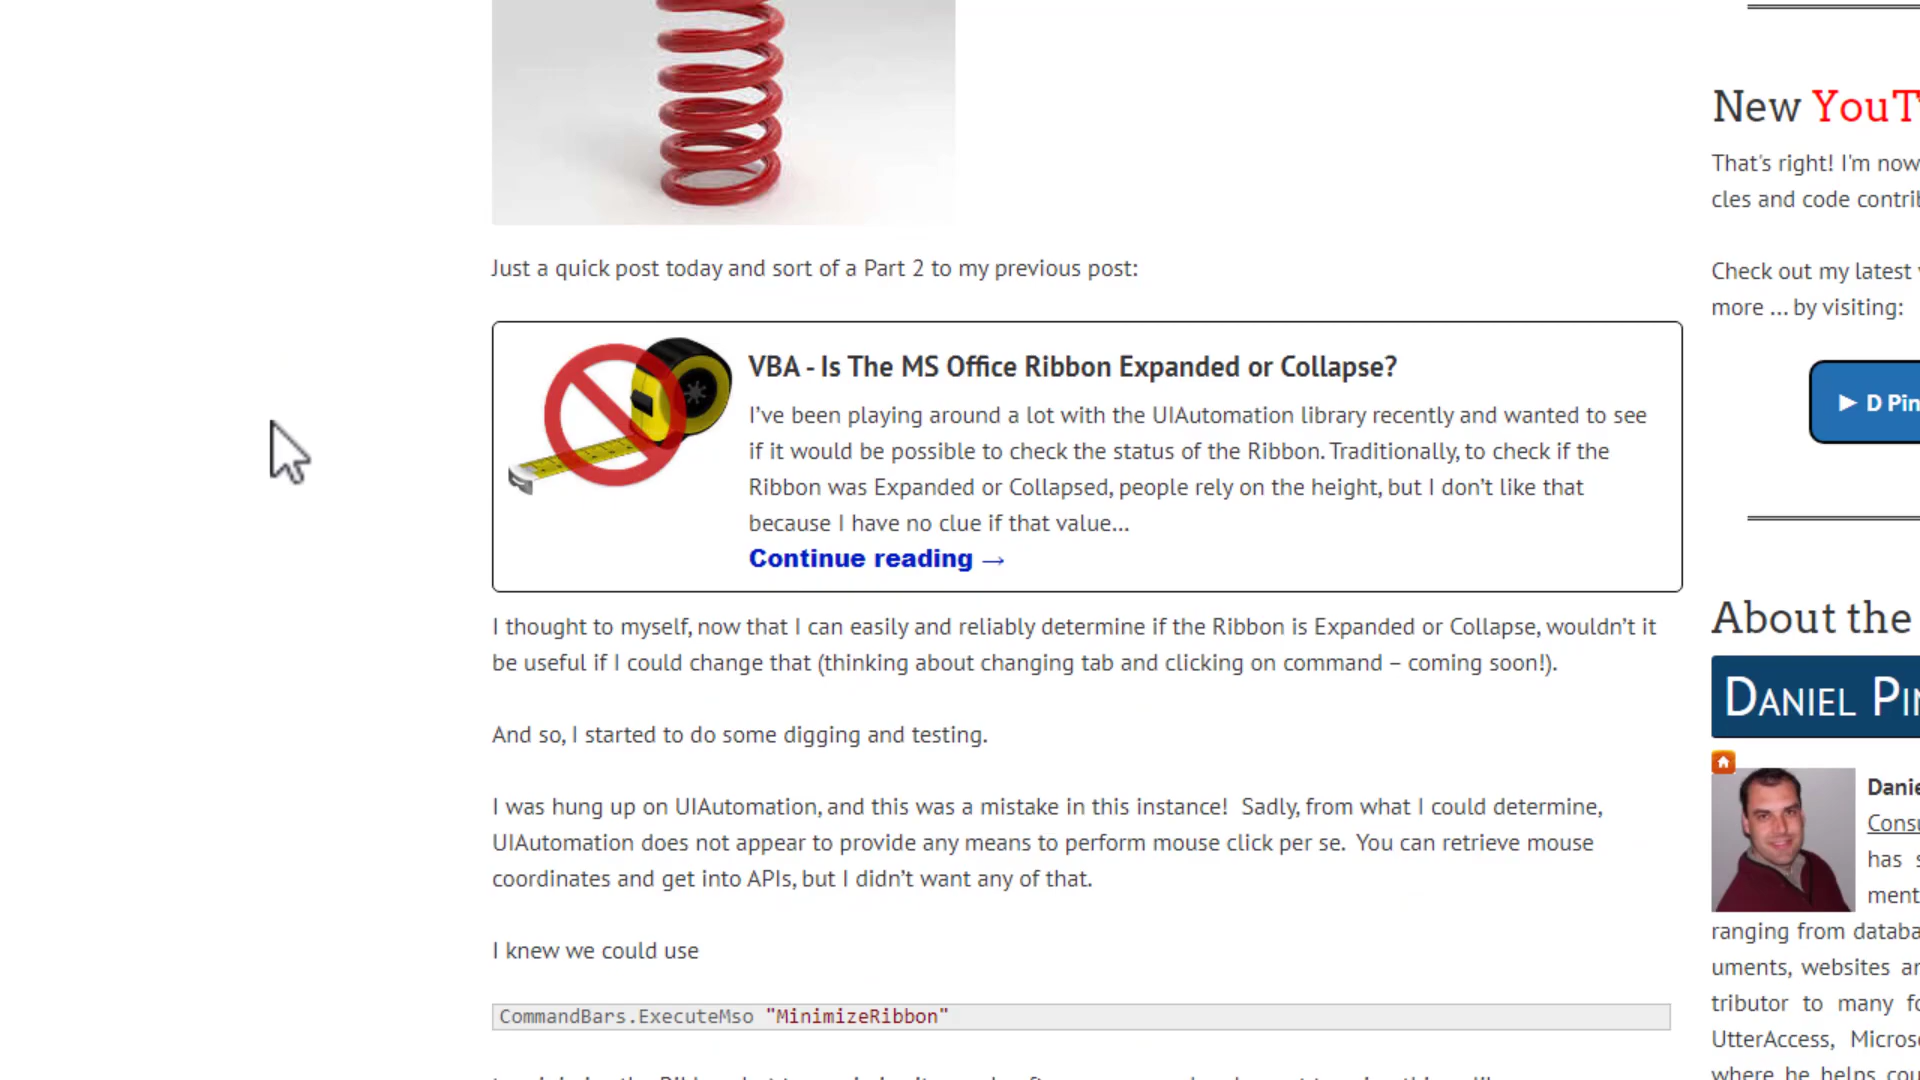 Just a quick post today and sort of a Part 2 to my previous post:
VBA - Is The MS Office Ribbon Expanded or Collapse?
I've been playing around a lot with the UIAutomation library recently and wanted to see
if it would be possible to check the status of the Ribbon. Traditionally, to check if the
Ribbon was Expanded or Collapsed, people rely on the height, but I don't like that
because I have no clue if that value...
Continue reading →
I thought to myself, now that I can easily and reliably determine if the Ribbon is Expanded or Collapse, wouldn't it
be useful if I could change that (thinking about changing tab and clicking on command – coming soon!).
And so, I started to do some digging and testing.
I was hung up on UIAutomation, and this was a mistake in this instance!  Sadly, from what I could determine,
UIAutomation does not appear to provide any means to perform mouse click per se.  You can retrieve mouse
coordinates and get into APIs, but I didn't want any of that.
I knew we could use
CommandBars.ExecuteMso "MinimizeRibbon"
New YouT
That's right! I'm now
cles and code contrib
Check out my latest
more ... by visiting:
► D Pin
About the
Daniel Pin
Danie
Consu
has s
ment
ranging from databa
uments, websites an
tributor to many fo
UtterAccess, Micros
where he helps cou